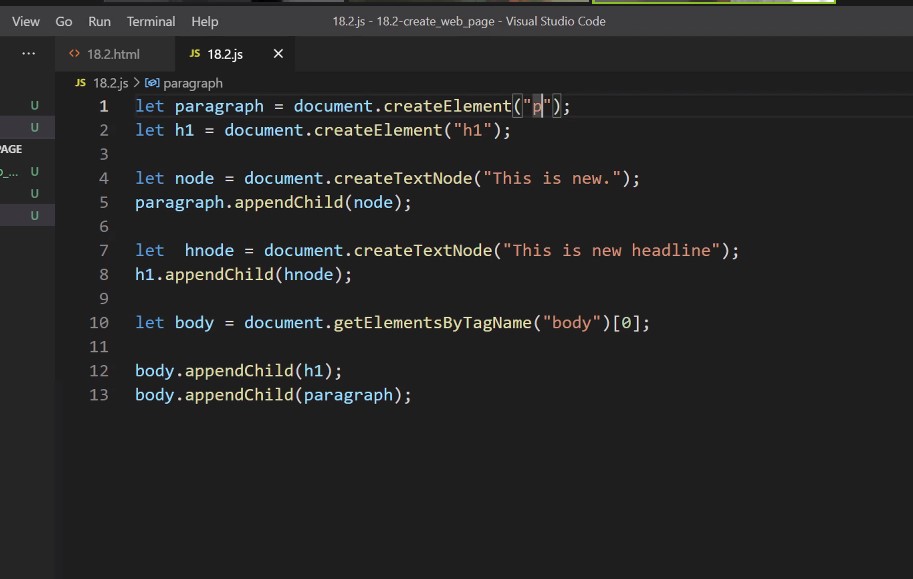 View Go Run Terminal Help 18.2.js - 18.2-create_web_page - Visual Studio Code
... <> 18.2.html JS 18.2.js ×
JS 18.2.js > paragraph
U
U
PAGE
o_... U
U
U
1 let paragraph = document.createElement("p");
2 let h1 = document.createElement("h1");
3
4 let node = document.createTextNode("This is new.");
5 paragraph.appendChild(node);
6
7 let  hnode = document.createTextNode("This is new headline");
8 h1.appendChild(hnode);
9
10 let body = document.getElementsByTagName("body")[0];
11
12 body.appendChild(h1);
13 body.appendChild(paragraph);